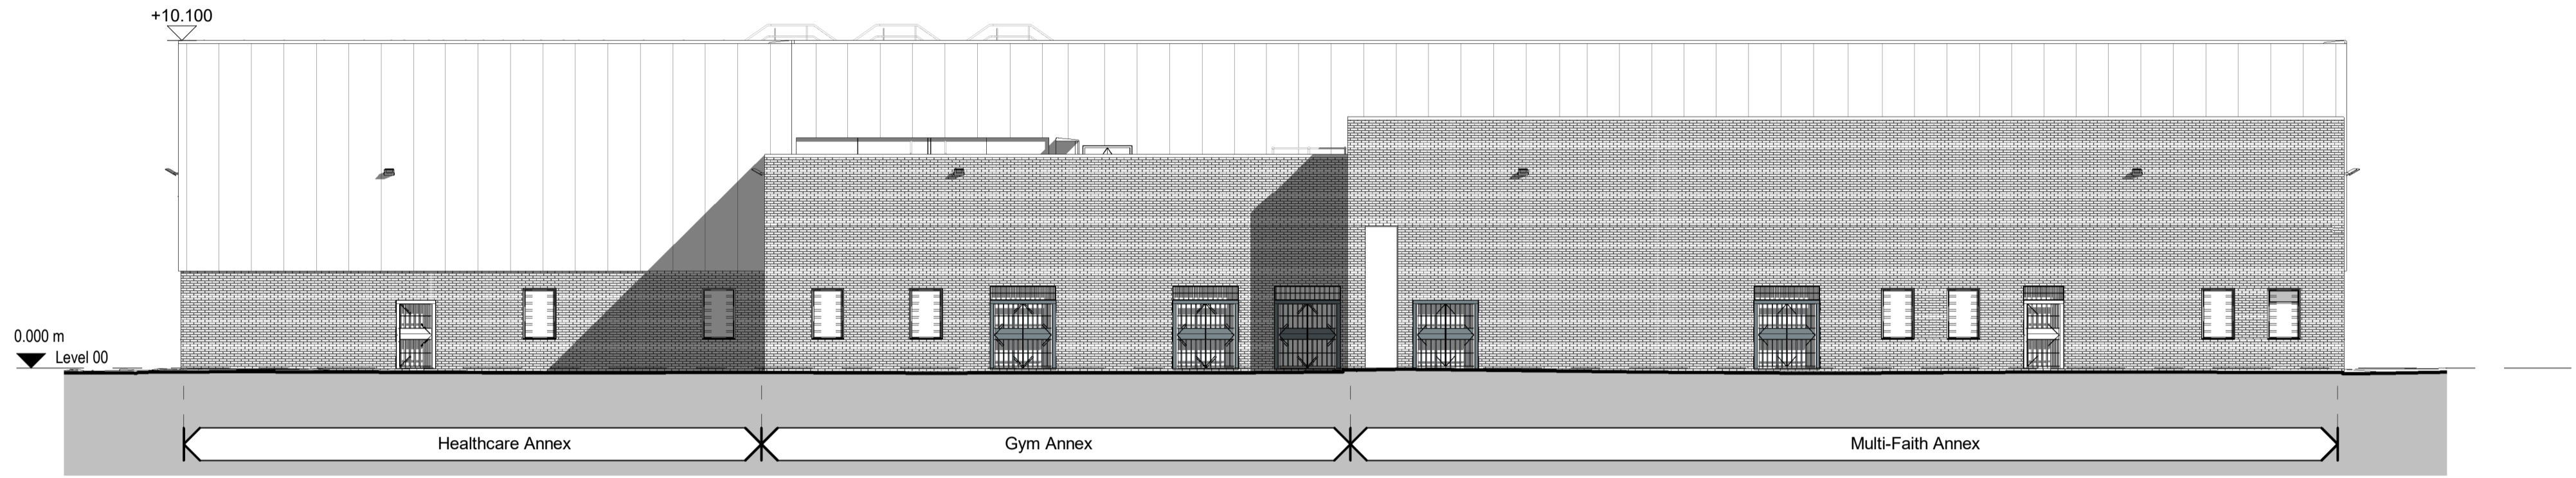 +10.100
0.000 m
Level 00
Healthcare Annex
Gym Annex
Multi-Faith Annex